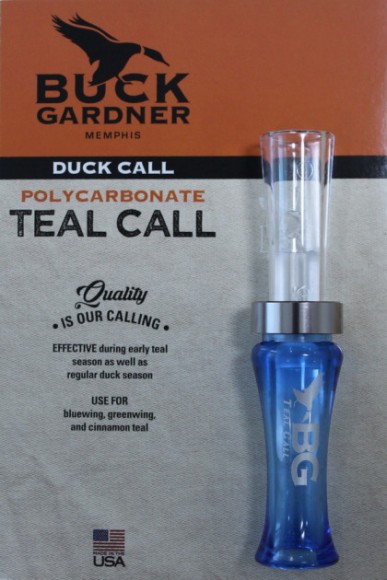 BUCK
GARDNER
MEMPHIS
DUCK CALL
POLYCARBONATE
TEAL CALL
Quality
• IS OUR CALLING •
EFFECTIVE during early teal
season as well as
regular duck season
USE FOR
bluewing, greenwing,
and cinnamon teal
BG
TEAL CALL
MADE IN THE
USA